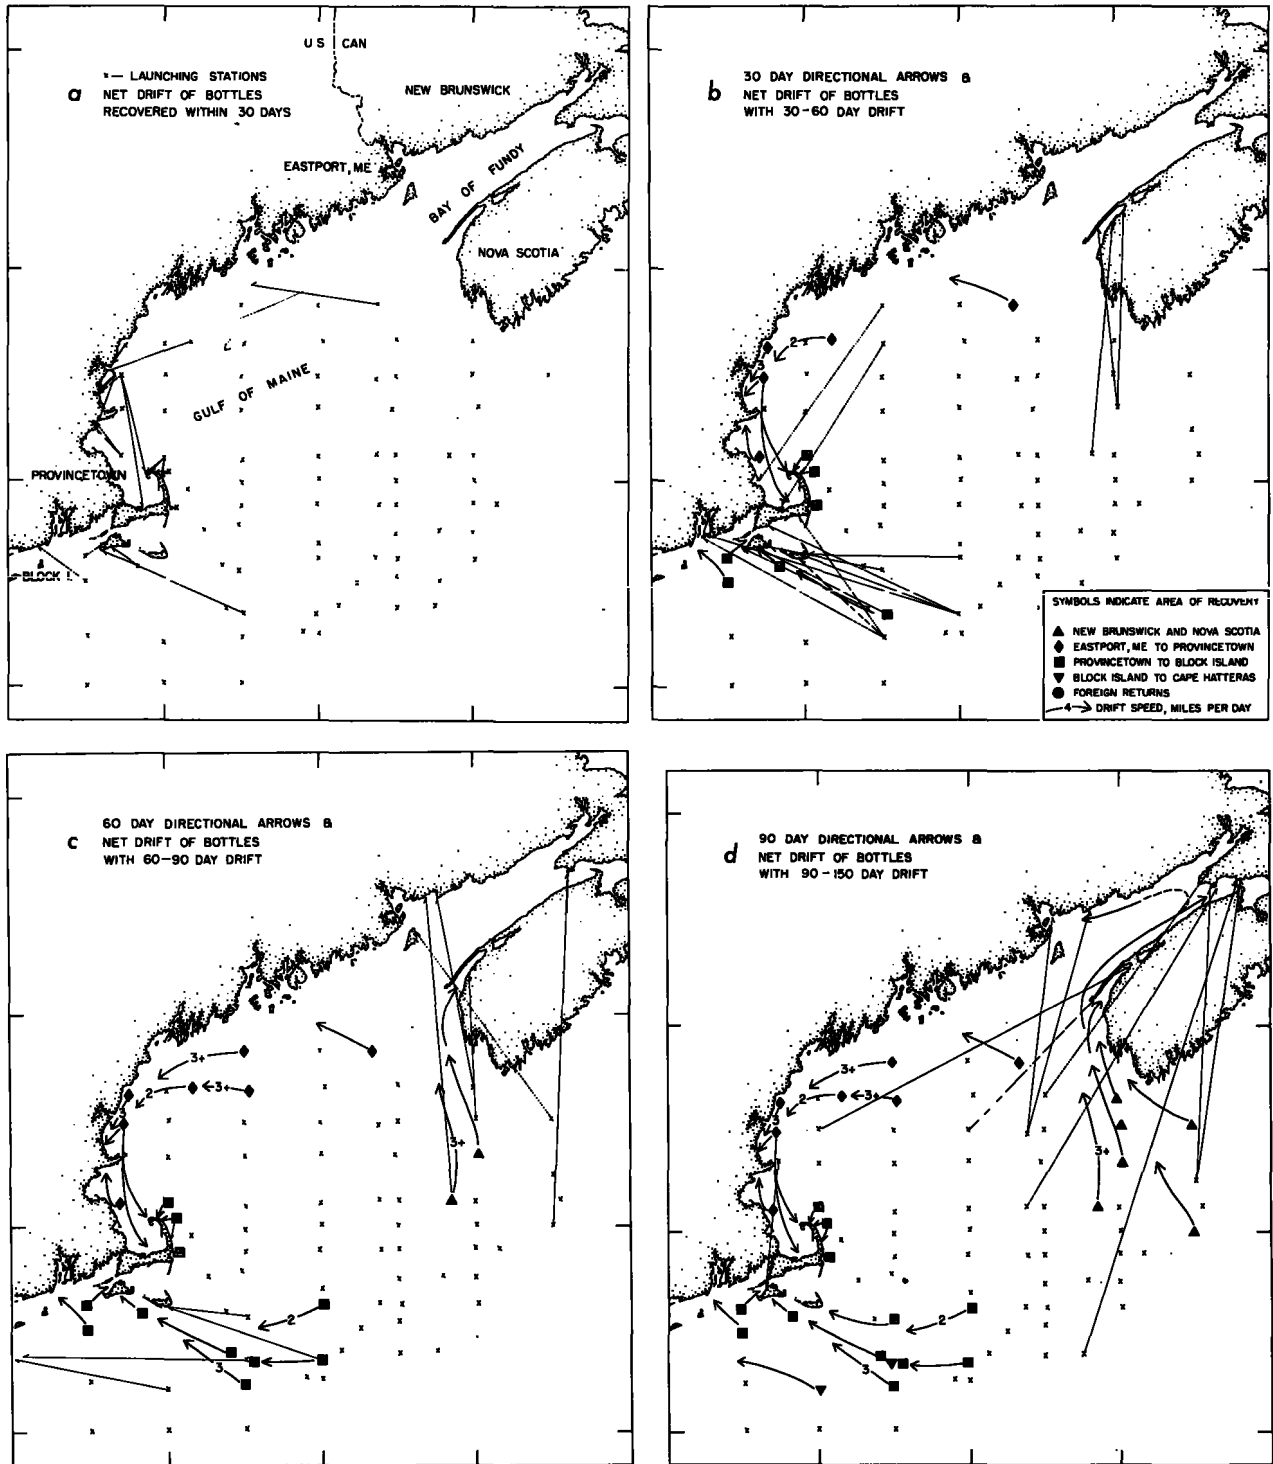 a
x — LAUNCHING STATIONS
NET DRIFT OF BOTTLES
RECOVERED WITHIN 30 DAYS
US CAN
NEW BRUNSWICK
EASTPORT, ME
BAY OF FUNDY
NOVA SCOTIA
GULF OF MAINE
PROVINCETOWN
BLOCK I.
b
30 DAY DIRECTIONAL ARROWS &
NET DRIFT OF BOTTLES
WITH 30-60 DAY DRIFT
2
3
SYMBOLS INDICATE AREA OF RECOVERY
NEW BRUNSWICK AND NOVA SCOTIA
EASTPORT, ME TO PROVINCETOWN
PROVINCETOWN TO BLOCK ISLAND
BLOCK ISLAND TO CAPE HATTERAS
FOREIGN RETURNS
4 DRIFT SPEED, MILES PER DAY
c
60 DAY DIRECTIONAL ARROWS &
NET DRIFT OF BOTTLES
WITH 60-90 DAY DRIFT
3+
2
3+
3+
2
3
d
90 DAY DIRECTIONAL ARROWS &
NET DRIFT OF BOTTLES
WITH 90-150 DAY DRIFT
3+
2
3+
3
3+
2
3